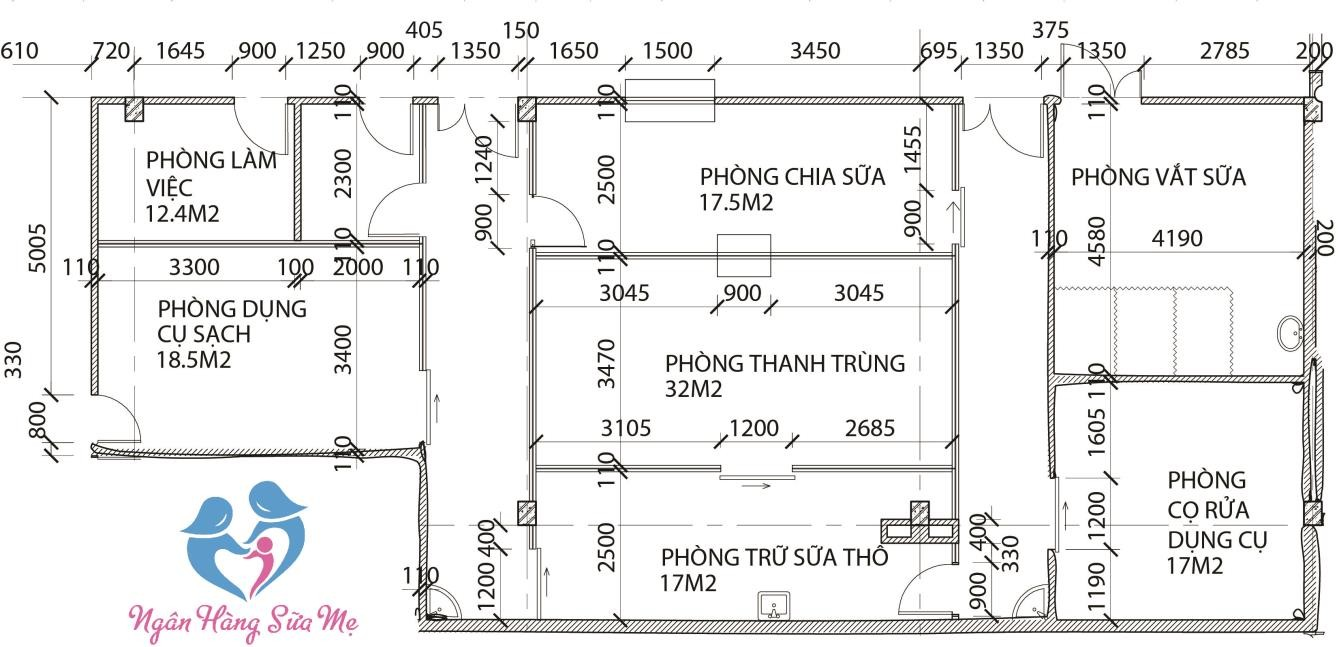 405 150 375
610 720 1645 900 1250 900 1350 1650 1500 3450 695 1350 1350 2785 200
110 110 110
PHÒNG LÀM
VIỆC
12.4M2
2300
1240
900
2500
PHÒNG CHIA SỮA
17.5M2
1455
900
PHÒNG VẮT SỮA
5005
110 110 110 4580 4190 200
110 3300 100 2000 110
3045 900 3045
PHÒNG DỤNG
CỤ SẠCH
18.5M2
330
3400
3470
PHÒNG THANH TRÙNG
32M2
110
800
3105 1200 2685
1605
110 110
PHÒNG
CỌ RỬA
DỤNG CỤ
17M2
400
1200
2500
PHÒNG TRỮ SỮA THÔ
17M2
400
330
900
1200
1190
110
Ngân Hàng Sữa Mẹ